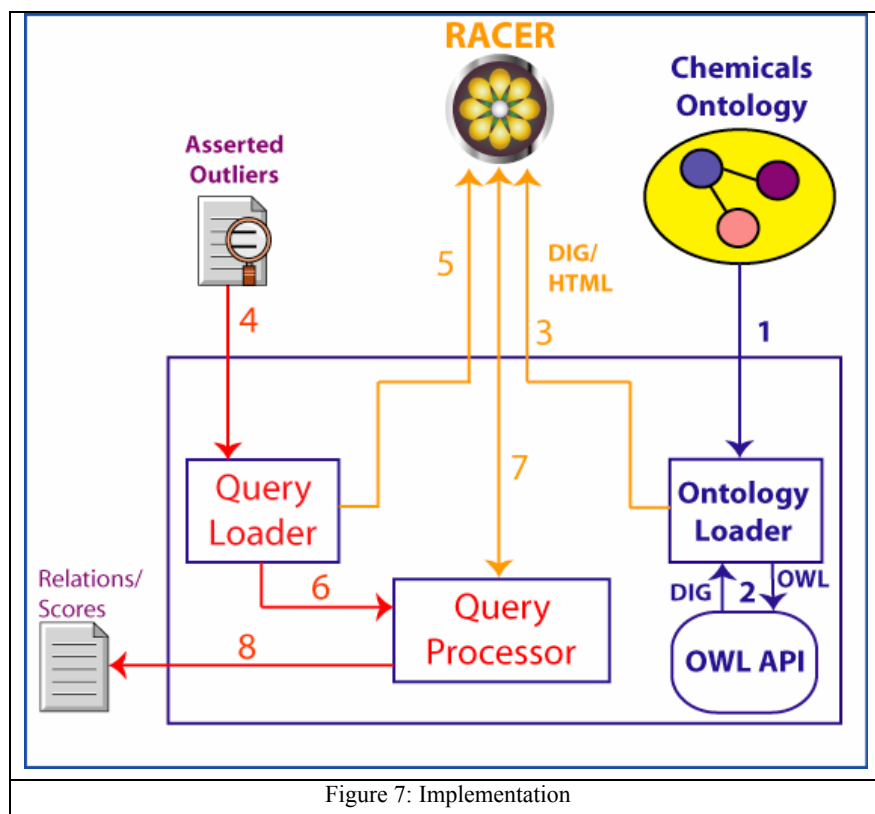 RACER
Chemicals
Ontology
Asserted
Outliers
5
DIG/
HTML
4
3
1
7
Query
Loader
Ontology
Loader
Relations/
Scores
6
DIG
2
OWL
Query
Processor
8
OWL API
Figure 7: Implementation